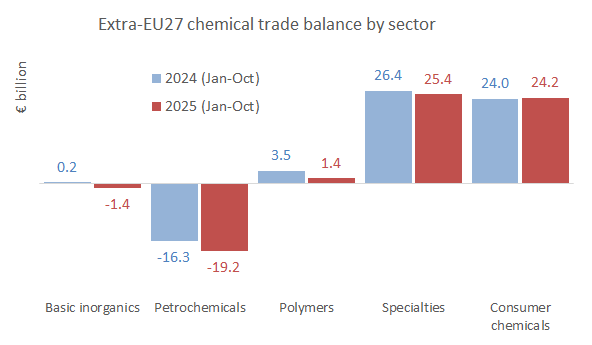 Extra-EU27 chemical trade balance by sector
€ billion
2024 (Jan-Oct)
2025 (Jan-Oct)
0.2
-1.4
-16.3
-19.2
3.5
1.4
26.4
25.4
24.0
24.2
Basic inorganics
Petrochemicals
Polymers
Specialties
Consumer
chemicals